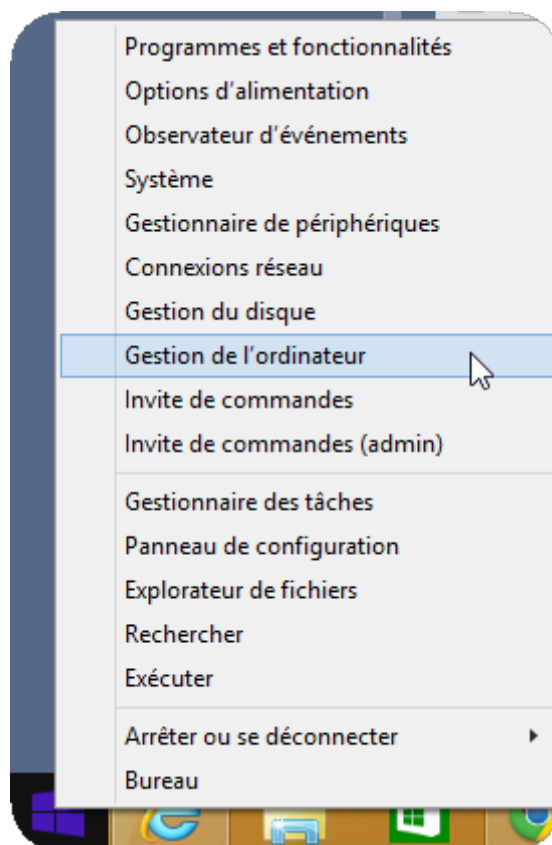 Programmes et fonctionnalités
Options d'alimentation
Observateur d'événements
Système
Gestionnaire de périphériques
Connexions réseau
Gestion du disque
Gestion de l'ordinateur
Invite de commandes
Invite de commandes (admin)
Gestionnaire des tâches
Panneau de configuration
Explorateur de fichiers
Rechercher
Exécuter
Arrêter ou se déconnecter
Bureau